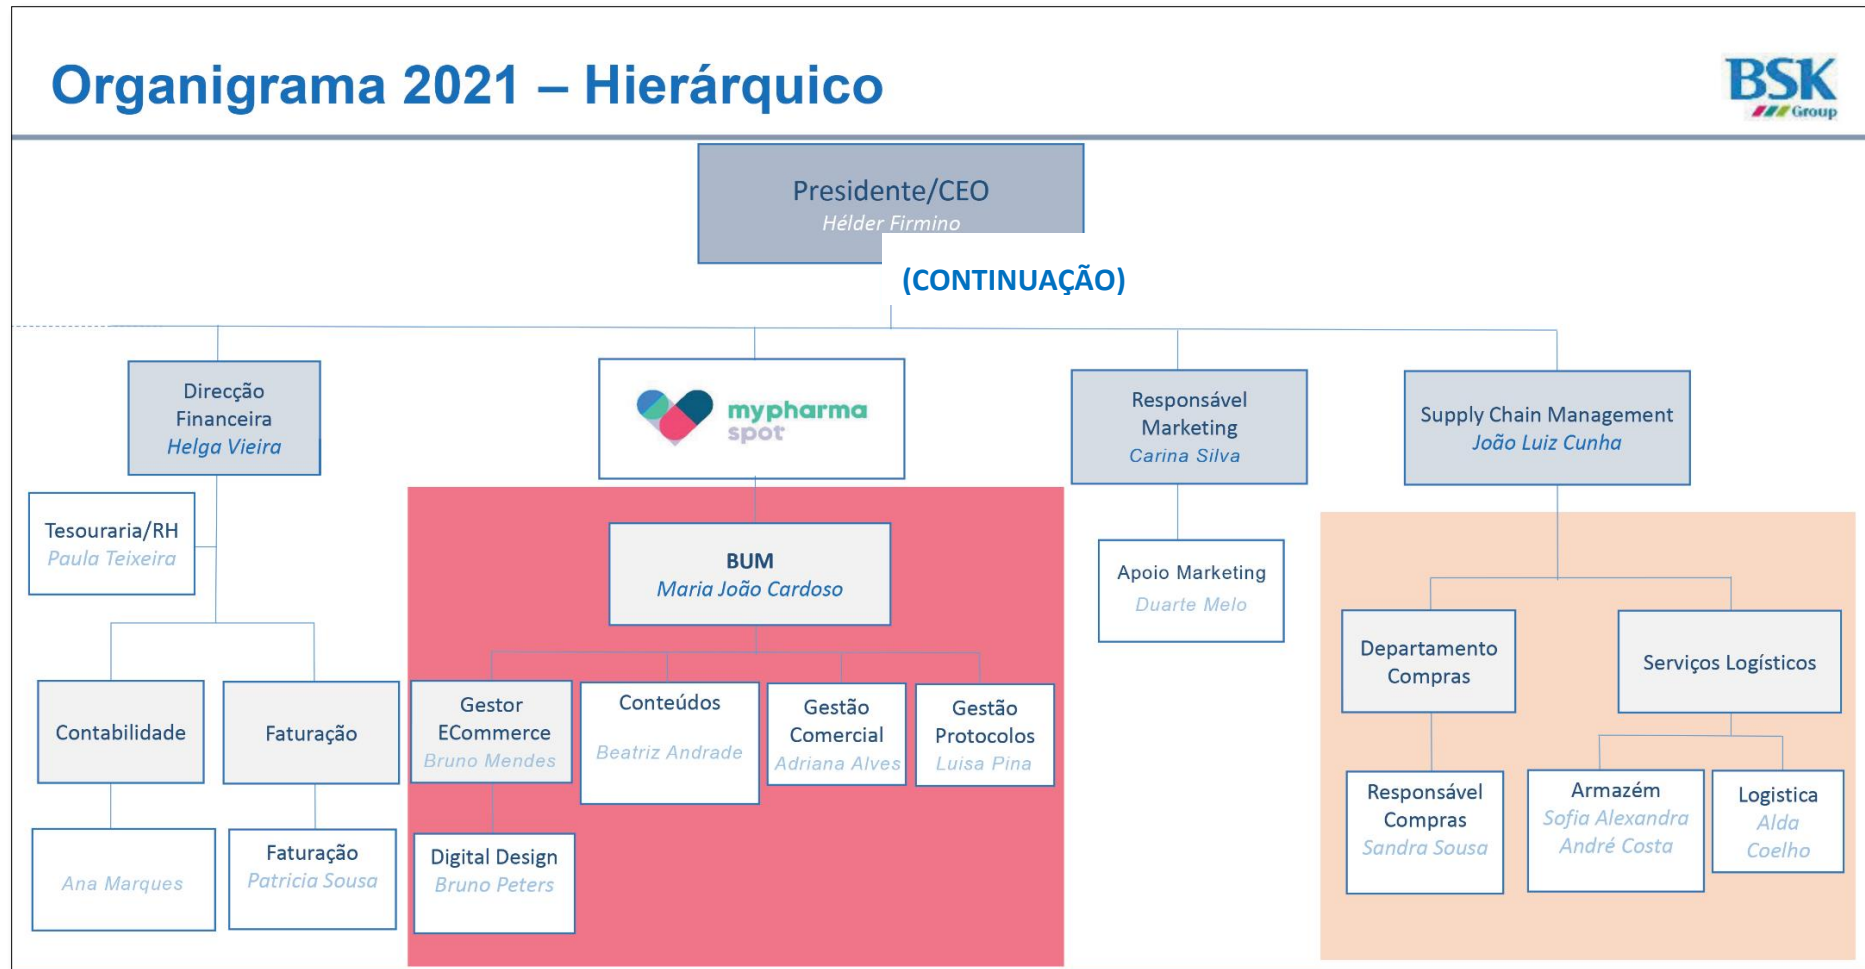 Organigrama 2021 – Hierárquico
BSK
Group
Presidente/CEO
Hélder Firmino
(CONTINUAÇÃO)
Direcção
Financeira
Helga Vieira
mypharma
spot
Responsável
Marketing
Carina Silva
Supply Chain Management
João Luiz Cunha
Tesouraria/RH
Paula Teixeira
BUM
Maria João Cardoso
Apoio Marketing
Duarte Melo
Departamento
Compras
Serviços Logísticos
Contabilidade
Faturação
Gestor
ECommerce
Bruno Mendes
Conteúdos
Beatriz Andrade
Gestão
Comercial
Adriana Alves
Gestão
Protocolos
Luisa Pina
Responsável
Compras
Sandra Sousa
Armazém
Sofia Alexandra
André Costa
Logistica
Alda
Coelho
Ana Marques
Faturação
Patricia Sousa
Digital Design
Bruno Peters